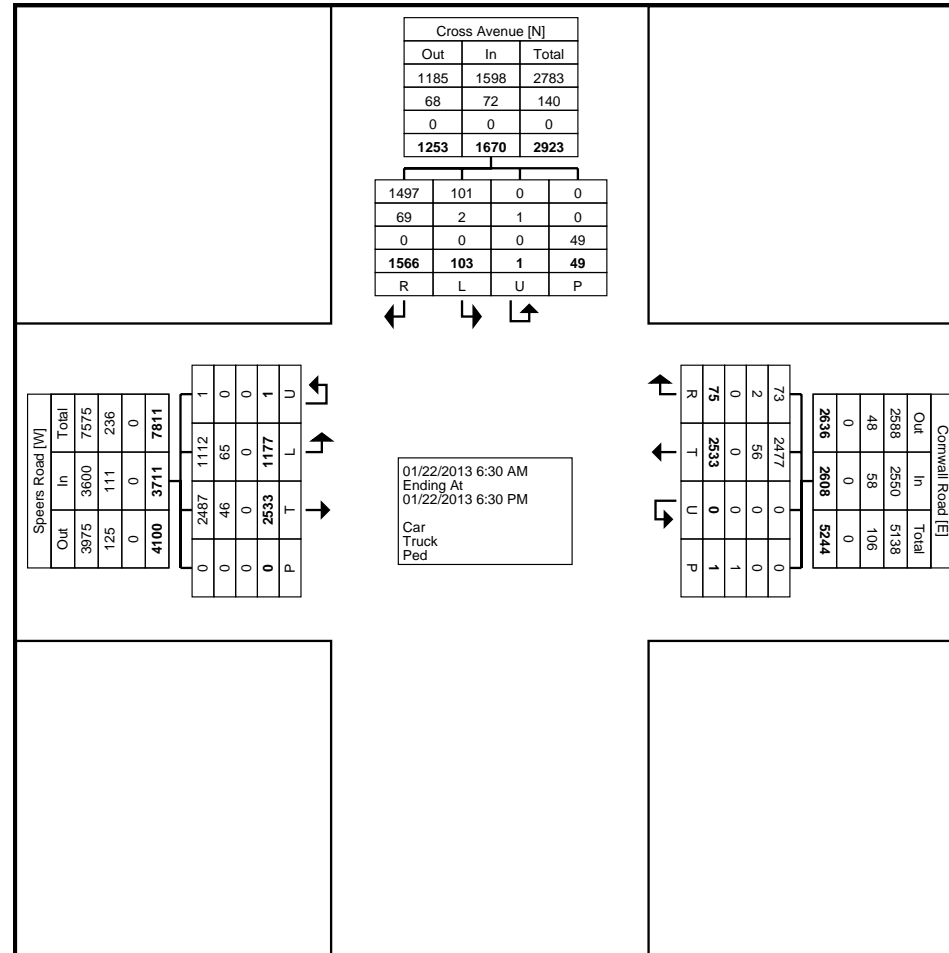 Cross Avenue [N]
Out In Total
1185 1598 2783
68 72 140
0 0 0
1253 1670 2923
1497 101 0 0
69 2 1 0
0 0 0 49
1566 103 1 49
R L U P
Speers Road [W]
Total In Out
7575 3600 3975
236 111 125
0 0 0
7811 3711 4100
1 1112 2487 0
0 65 46 0
0 0 0 0
1 1177 2533 0
U L T P
01/22/2013 6:30 AM
Ending At
01/22/2013 6:30 PM
Car
Truck
Ped
Cornwall Road [E]
Out In Total
2588 2550 5138
48 58 106
0 0 0
2636 2608 5244
73 2477 0 0
2 56 0 0
0 0 0 1
75 2533 0 1
R T U P